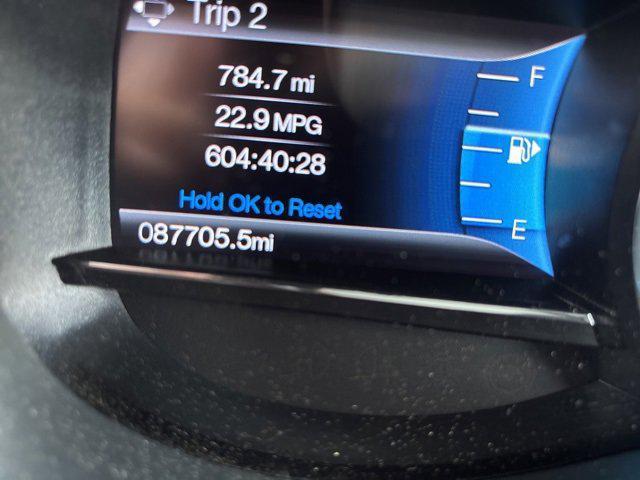 Trip 2
784.7 mi
F
22.9 MPG
604:40:28
Hold OK to Reset
E
087705.5mi